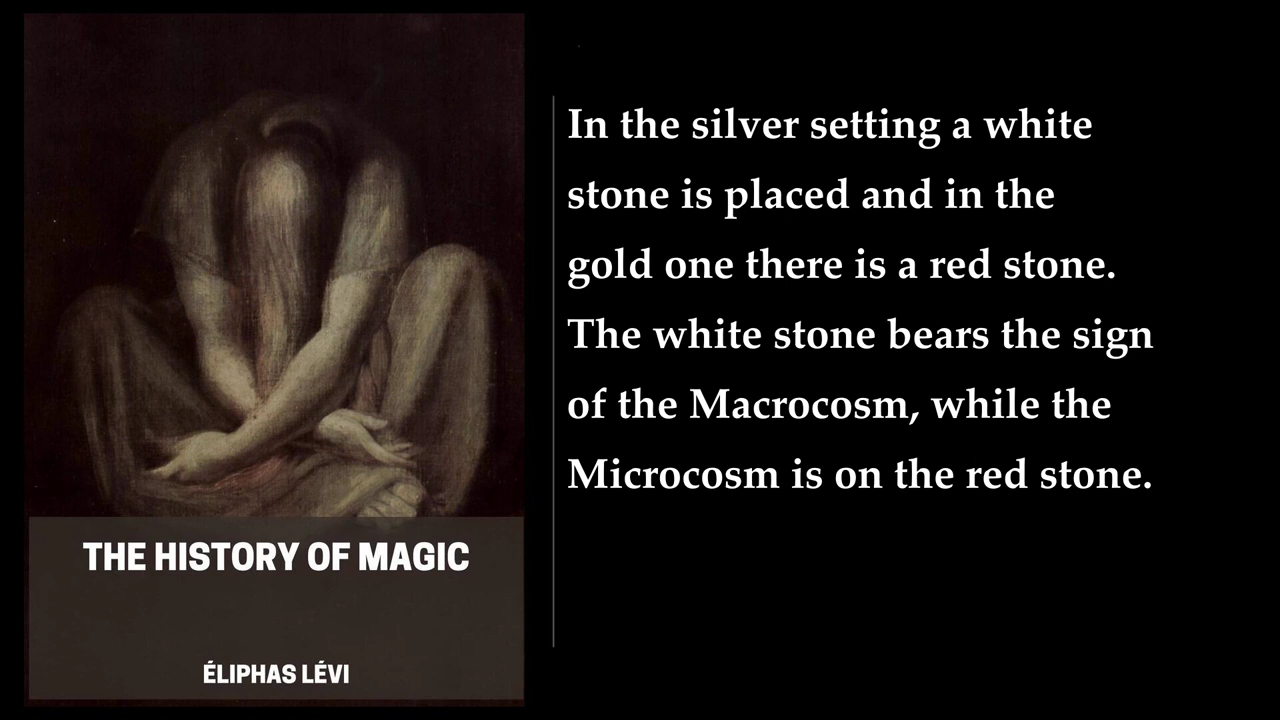 In the silver setting a white
stone is placed and in the
gold one there is a red stone.
The white stone bears the sign
of the Macrocosm, while the
Microcosm is on the red stone.
THE HISTORY OF MAGIC
ÉLIPHAS LÉVI